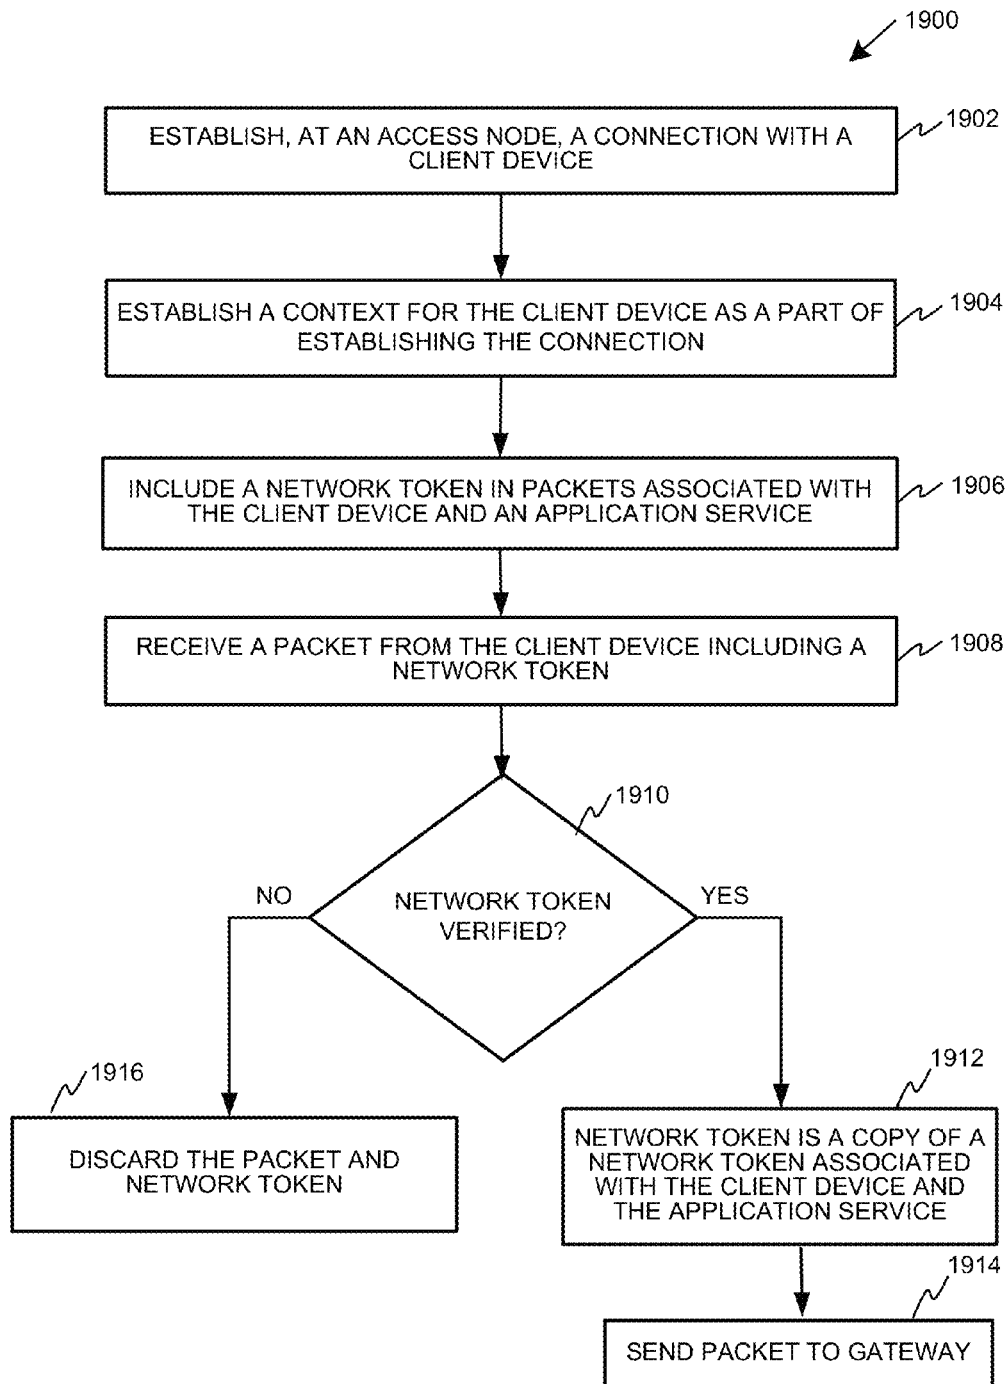 1900
1902
ESTABLISH, AT AN ACCESS NODE, A CONNECTION WITH A
CLIENT DEVICE
1904
ESTABLISH A CONTEXT FOR THE CLIENT DEVICE AS A PART OF
ESTABLISHING THE CONNECTION
1906
INCLUDE A NETWORK TOKEN IN PACKETS ASSOCIATED WITH
THE CLIENT DEVICE AND AN APPLICATION SERVICE
1908
RECEIVE A PACKET FROM THE CLIENT DEVICE INCLUDING A
NETWORK TOKEN
1910
NO
YES
NETWORK TOKEN
VERIFIED?
1916
DISCARD THE PACKET AND
NETWORK TOKEN
1912
NETWORK TOKEN IS A COPY OF A
NETWORK TOKEN ASSOCIATED
WITH THE CLIENT DEVICE AND
THE APPLICATION SERVICE
1914
SEND PACKET TO GATEWAY